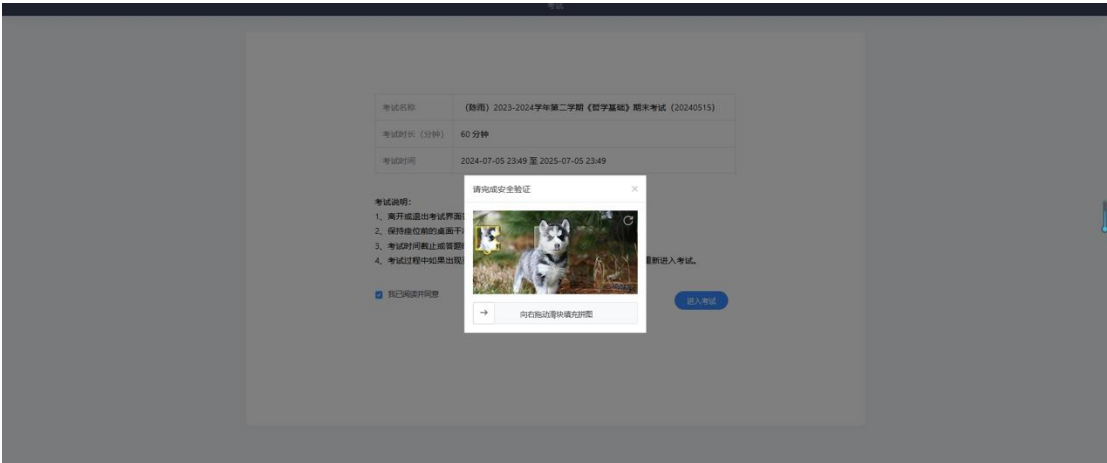 考试
考试名称 (陈雨) 2023-2024学年第二学期《哲学基础》期末考试 (20240515)
考试时长(分钟) 60 分钟
考试时间 2024-07-05 23:49 至 2025-07-05 23:49
请完成安全验证
考试说明:
1、离开或退出考试界面
2、保持座位前的桌面干
3、考试时间截止或答题
4、考试过程中如果出现 重新进入考试。
我已阅读并同意
进入考试
向右拖动滑块填充拼图